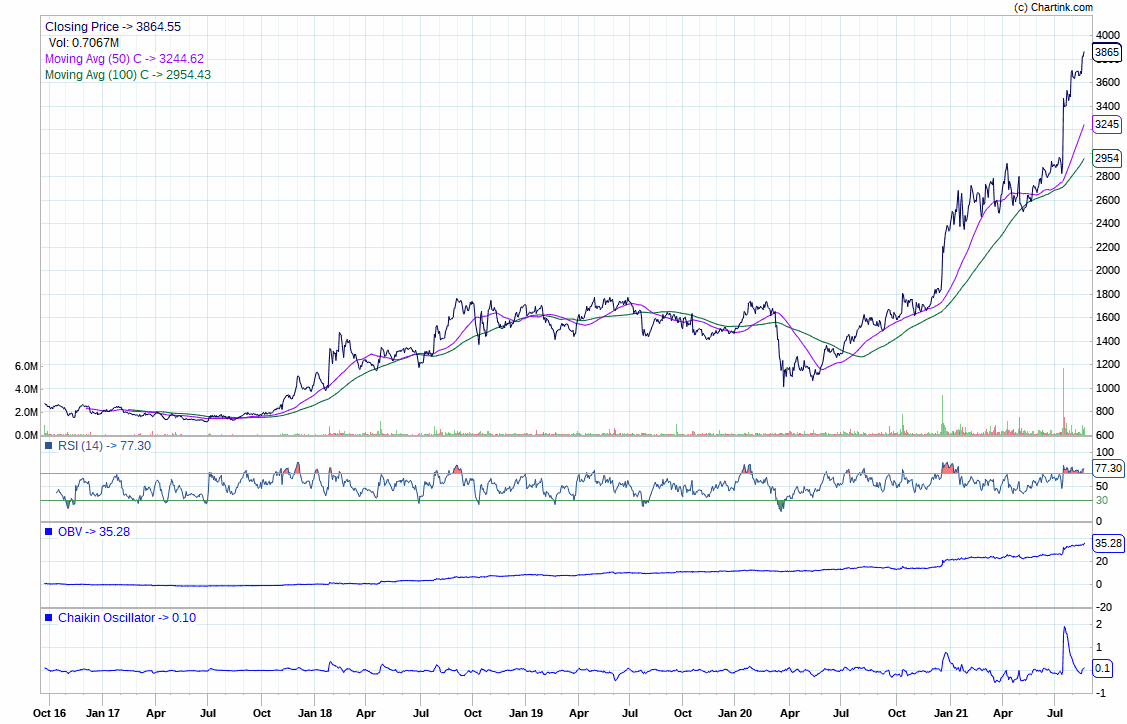 (c) Chartink.com
Closing Price -> 3864.55
Vol: 0.7067M
Moving Avg (50) C -> 3244.62
Moving Avg (100) C -> 2954.43
4000
3865
3600
3400
3245
2954
2800
2600
2400
2200
2000
1800
1600
1400
1200
1000
800
600
6.0M
4.0M
2.0M
0.0M
RSI (14) -> 77.30
100
77.30
50
30
0
OBV -> 35.28
35.28
20
0
-20
Chaikin Oscillator -> 0.10
2
1
0.1
-1
Oct 16 Jan 17 Apr Jul Oct Jan 18 Apr Jul Oct Jan 19 Apr Jul Oct Jan 20 Apr Jul Oct Jan 21 Apr Jul